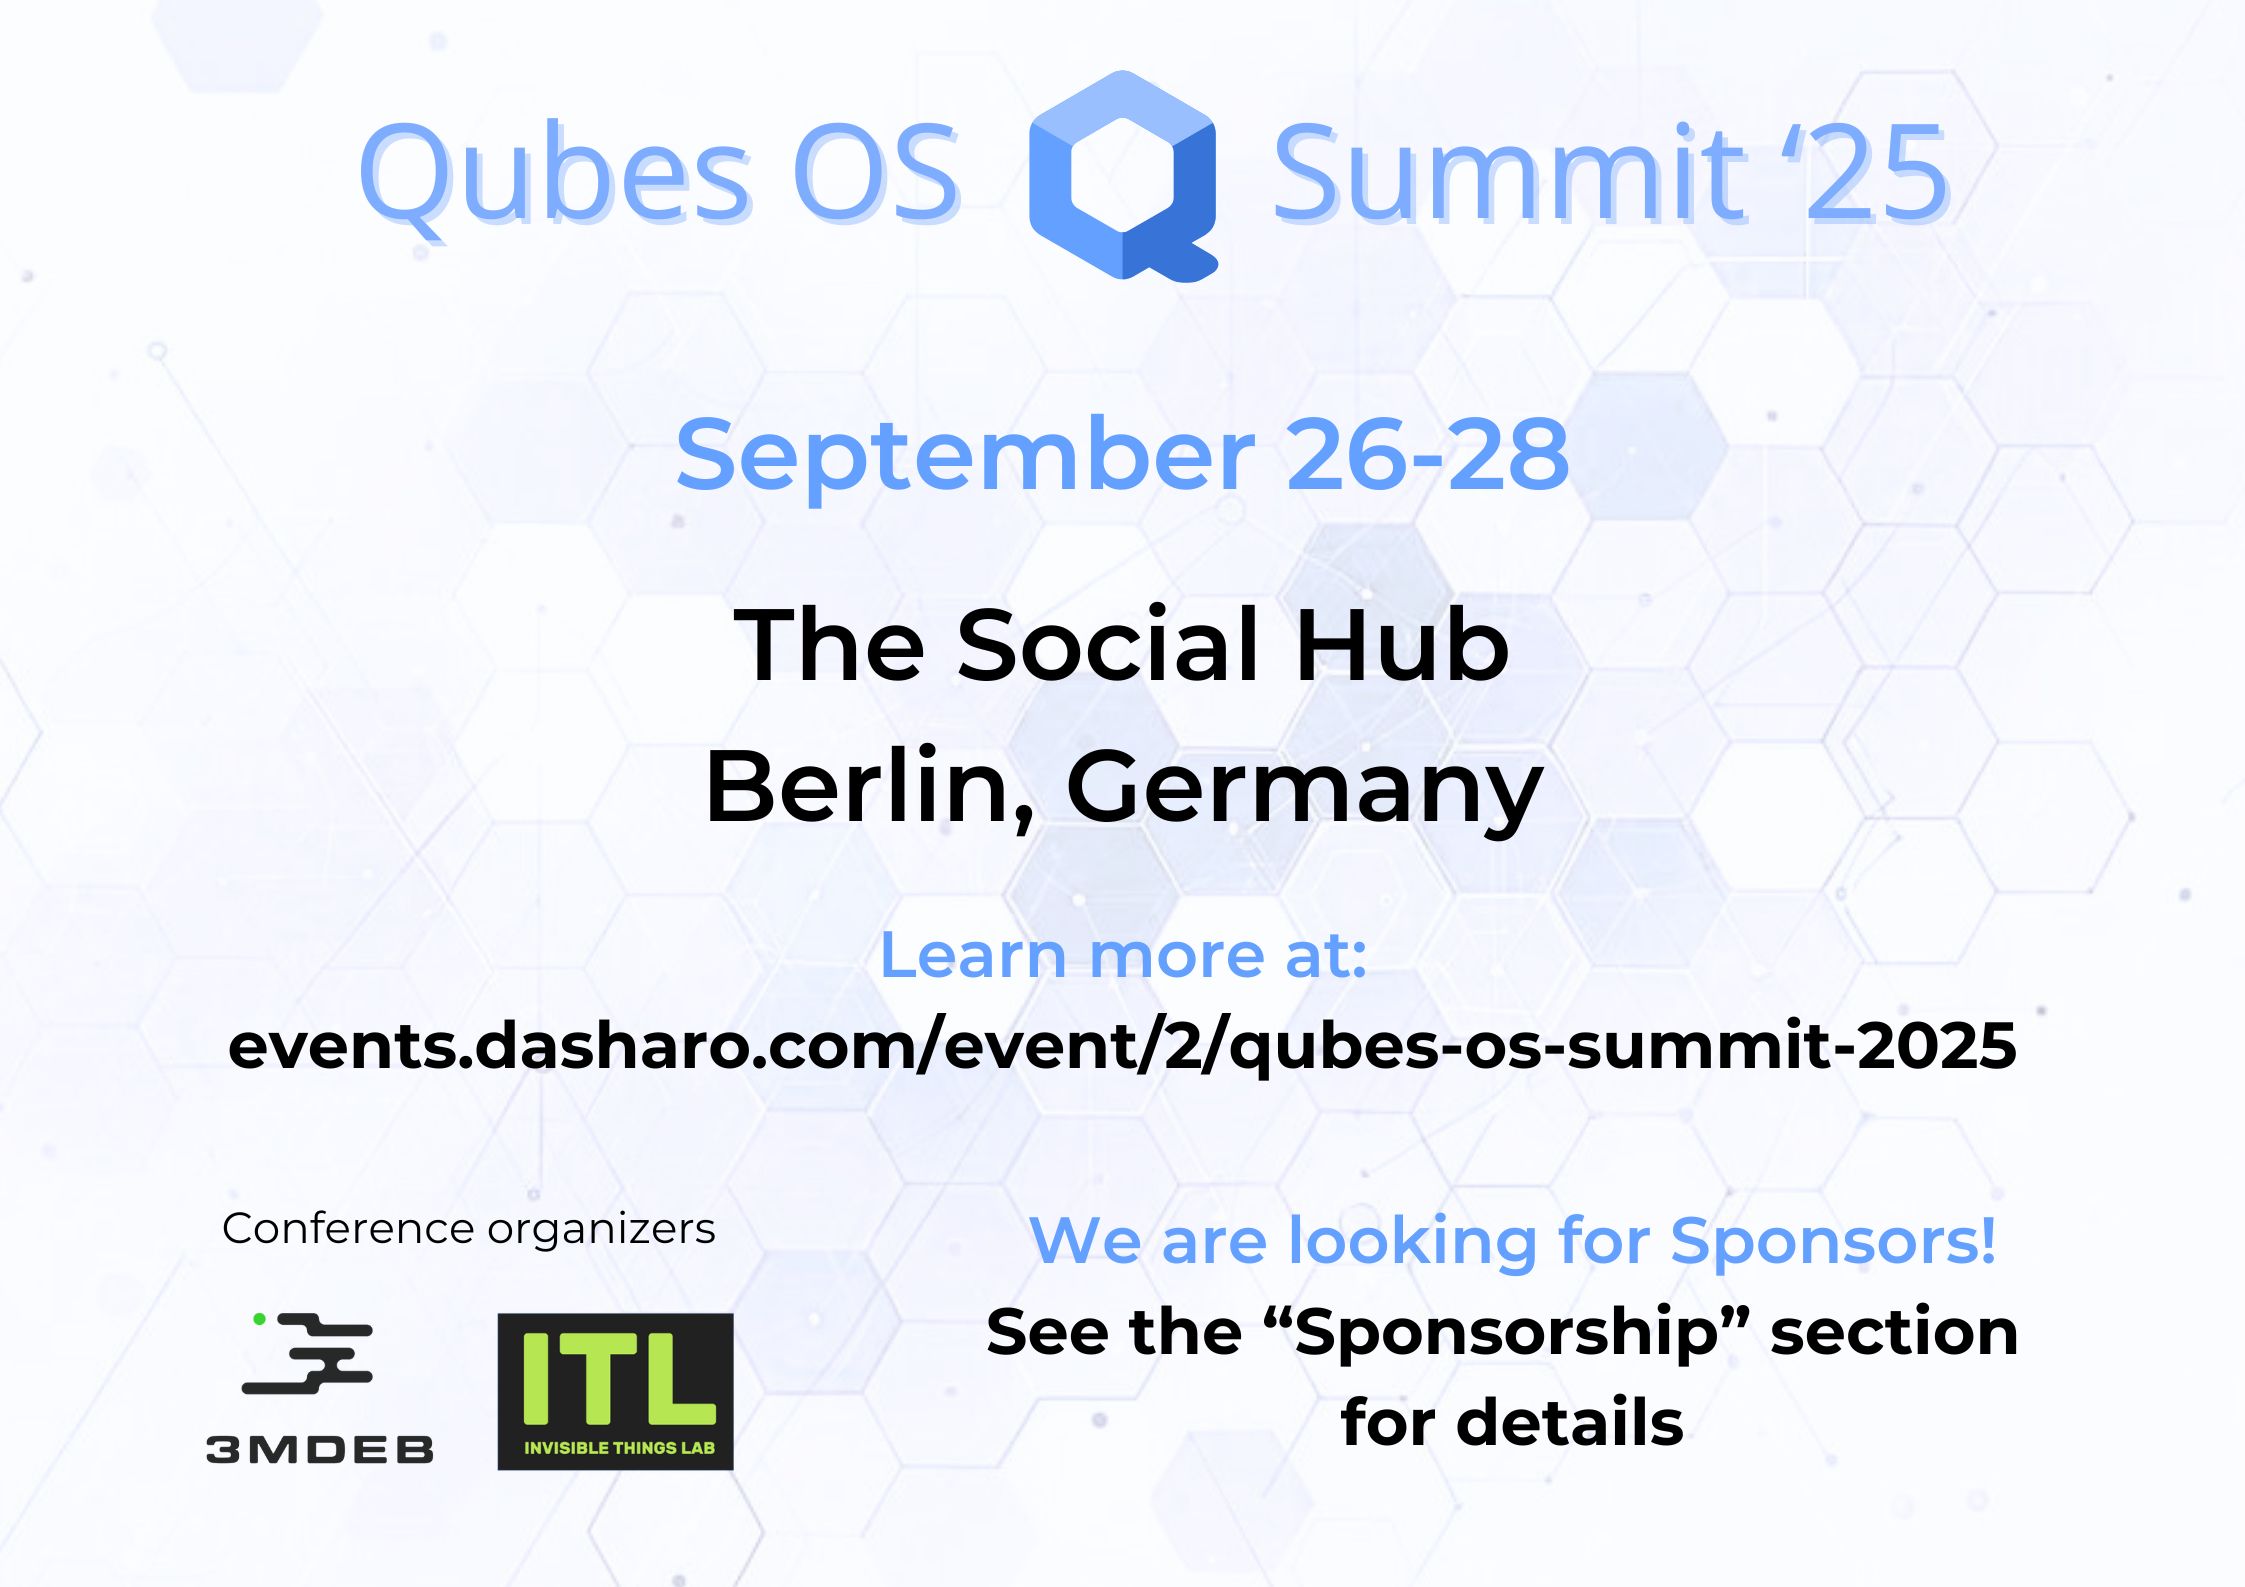 Qubes OS Summit ‘25
September 26-28
The Social Hub
Berlin, Germany
Learn more at:
events.dasharo.com/event/2/qubes-os-summit-2025
Conference organizers
3MDEB
ITL
INVISIBLE THINGS LAB
We are looking for Sponsors!
See the “Sponsorship” section
for details